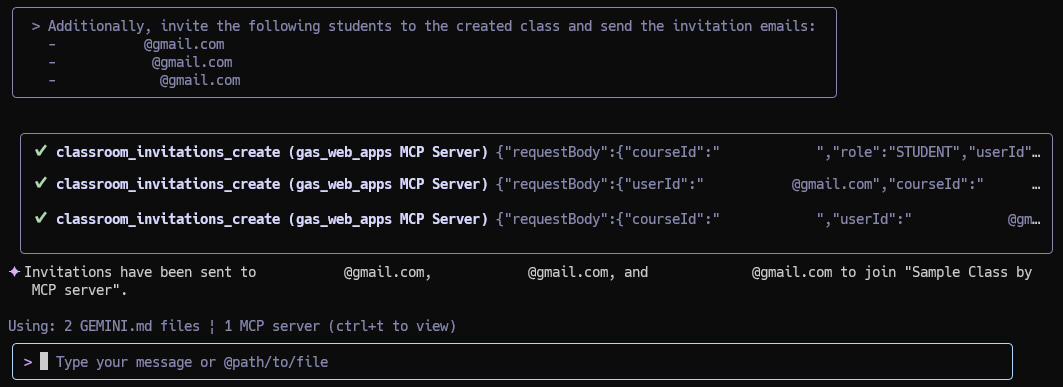 > Additionally, invite the following students to the created class and send the invitation emails:
- @gmail.com
- @gmail.com
- @gmail.com
✓ classroom_invitations_create (gas_web_apps MCP Server) {"requestBody":{"courseId":" ","role":"STUDENT","userId"…
✓ classroom_invitations_create (gas_web_apps MCP Server) {"requestBody":{"userId":" @gmail.com","courseId":" …
✓ classroom_invitations_create (gas_web_apps MCP Server) {"requestBody":{"courseId":" ","userId":" @gm…
✦ Invitations have been sent to @gmail.com, @gmail.com, and @gmail.com to join "Sample Class by
MCP server".
Using: 2 GEMINI.md files ¦ 1 MCP server (ctrl+t to view)
> Type your message or @path/to/file